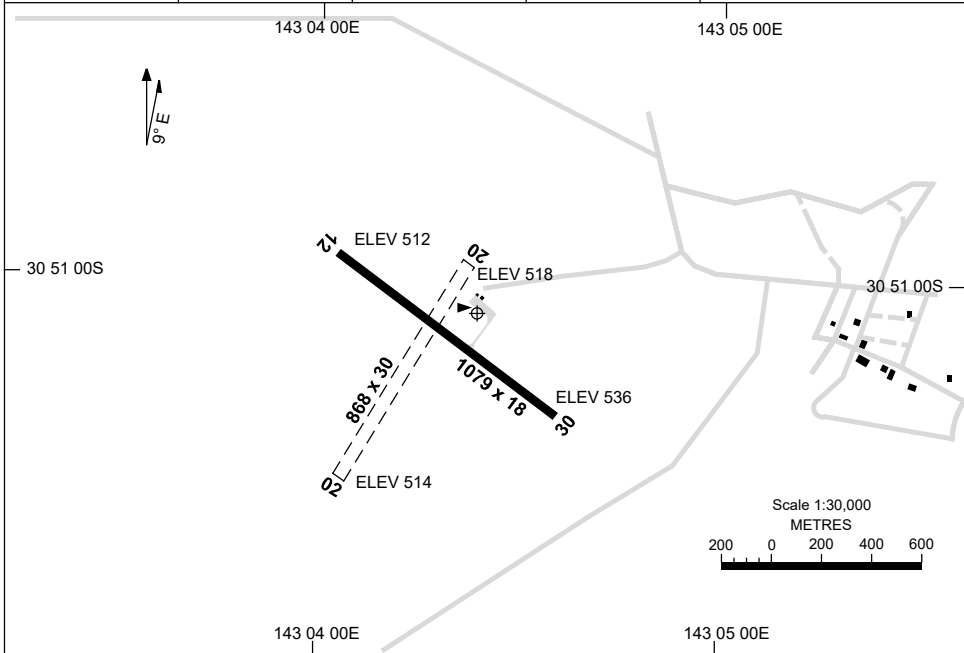 143 04 00E
143 05 00E
9° E
12
ELEV 512
20
ELEV 518
30 51 00S
30 51 00S
868 x 30
1079 x 18
ELEV 536
30
02
ELEV 514
Scale 1:30,000
METRES
200 0 200 400 600
143 04 00E
143 05 00E